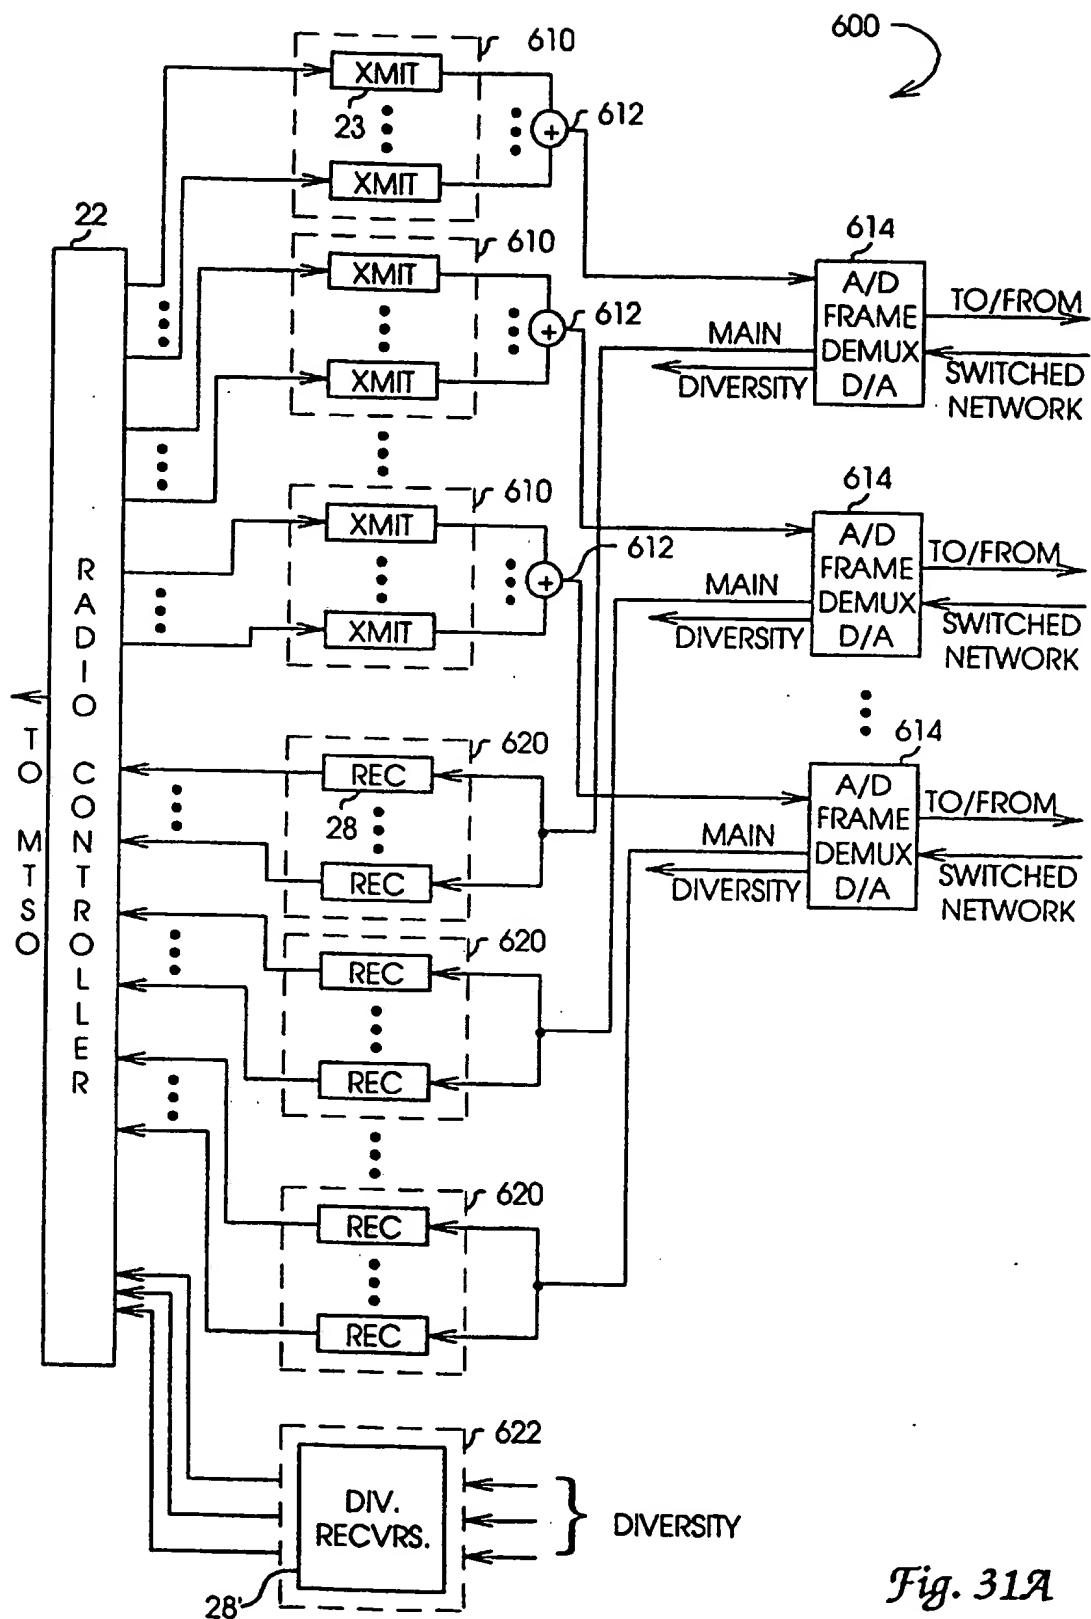 600
610
XMIT
23
612
XMIT
22
610
XMIT
612
XMIT
614
A/D
FRAME
DEMUX
D/A
TO/FROM
SWITCHED
NETWORK
MAIN
DIVERSITY
610
XMIT
612
XMIT
614
A/D
FRAME
DEMUX
D/A
TO/FROM
SWITCHED
NETWORK
MAIN
DIVERSITY
RADIO CONTROLLER
TO MTSO
620
REC
28
REC
614
A/D
FRAME
DEMUX
D/A
TO/FROM
SWITCHED
NETWORK
MAIN
DIVERSITY
620
REC
REC
620
REC
REC
622
DIV.
RECVRS.
28'
DIVERSITY
Fig. 31A